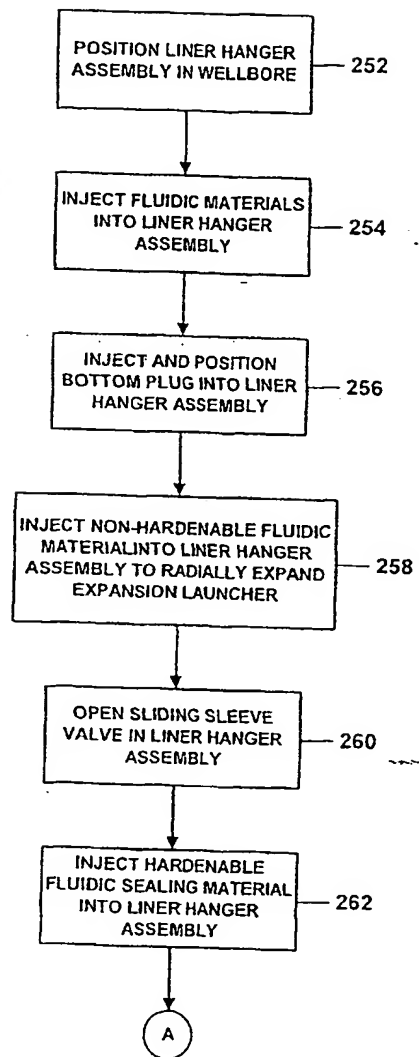 POSITION LINER HANGER
ASSEMBLY IN WELLBORE
252
INJECT FLUIDIC MATERIALS
INTO LINER HANGER
ASSEMBLY
254
INJECT AND POSITION
BOTTOM PLUG INTO LINER
HANGER ASSEMBLY
256
INJECT NON-HARDENABLE FLUIDIC
MATERIALINTO LINER HANGER
ASSEMBLY TO RADIALLY EXPAND
EXPANSION LAUNCHER
258
OPEN SLIDING SLEEVE
VALVE IN LINER HANGER
ASSEMBLY
260
INJECT HARDENABLE
FLUIDIC SEALING MATERIAL
INTO LINER HANGER
ASSEMBLY
262
A